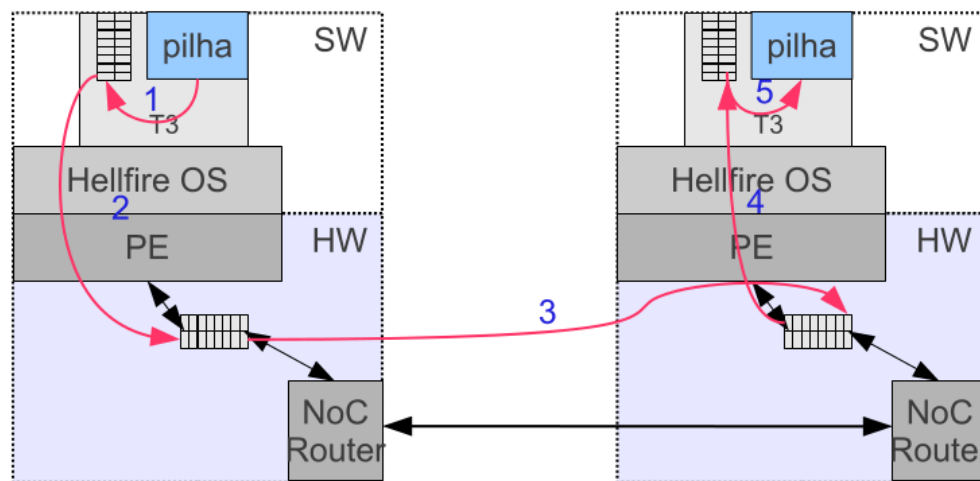 pilha
SW
1
T3
Hellfire OS
2
PE
HW
NoC
Router
3
pilha
SW
5
T3
Hellfire OS
4
PE
HW
NoC
Route